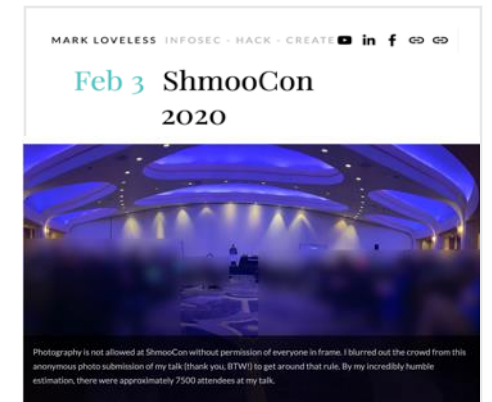 MARK LOVELESS INFOSEC - HACK - CREATE
Feb 3 ShmooCon
2020
Photography is not allowed at ShmooCon without permission of everyone in frame. I blurred out the crowd from this
anonymous photo submission of my talk (thank you, BTW!) to get around that rule. By my incredibly humble
estimation, there were approximately 7500 attendees at my talk.